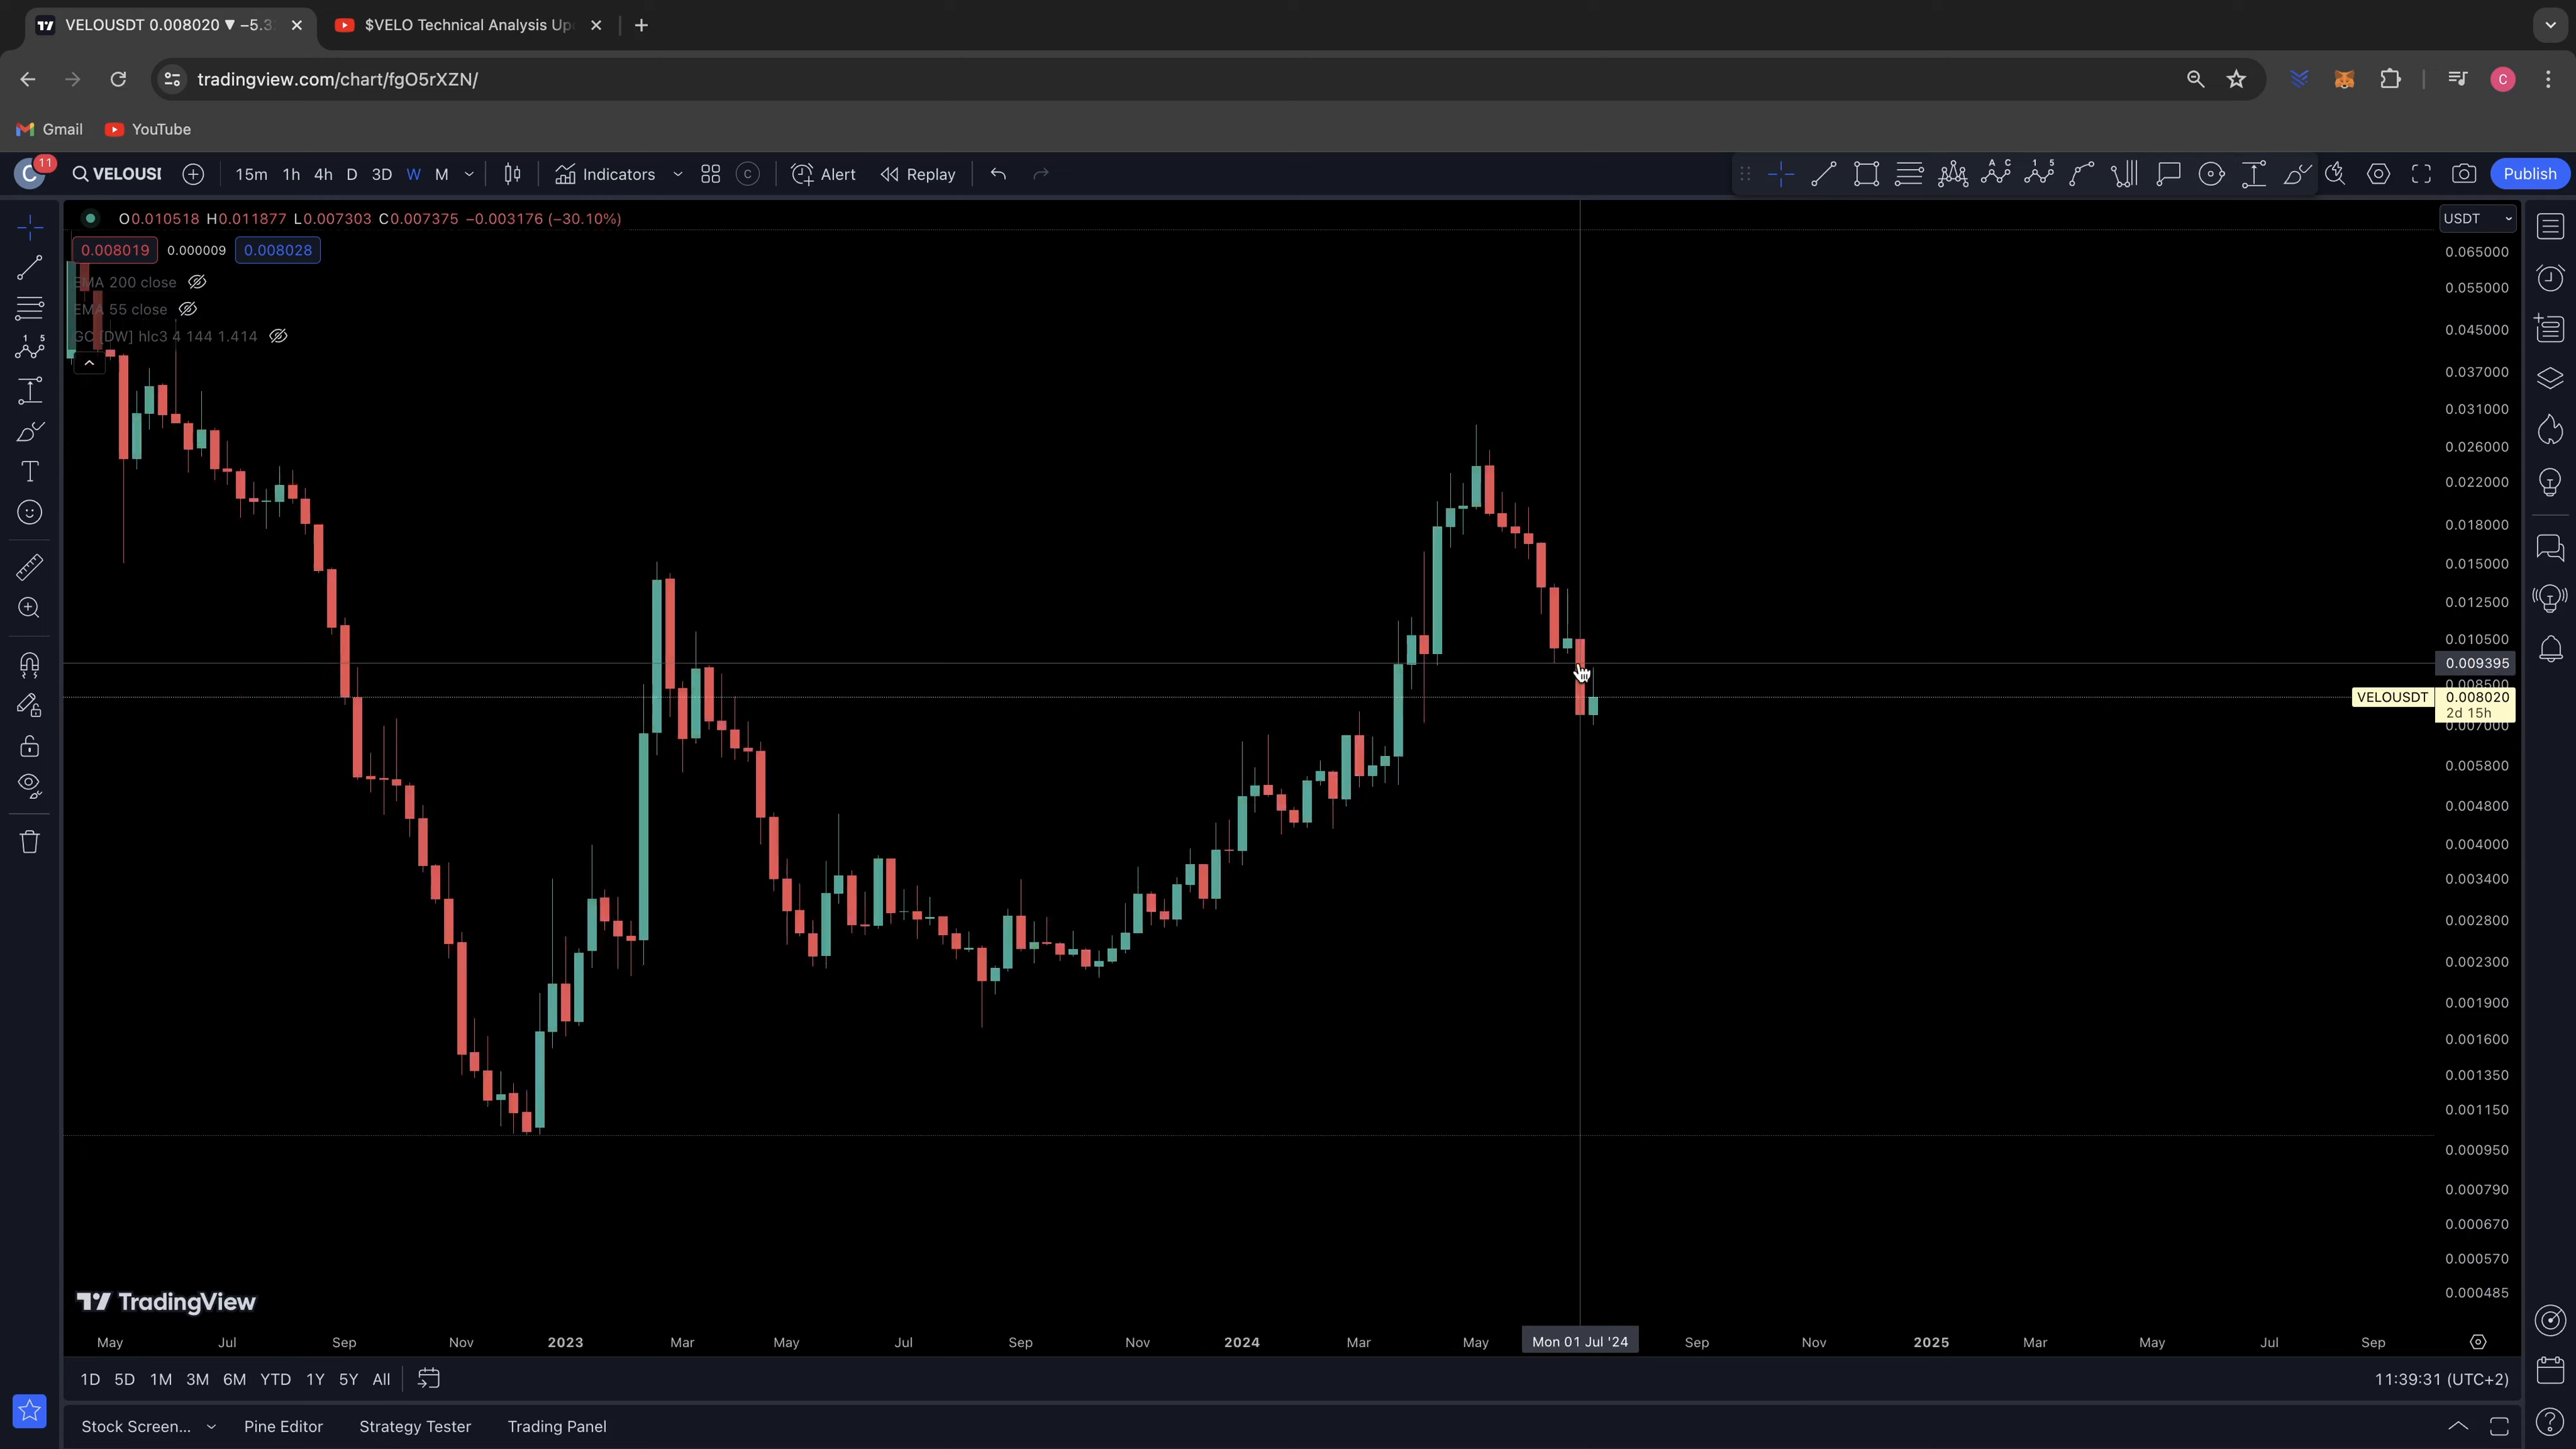 VELOUSDT 0.008020 ▼ −5.3
$VELO Technical Analysis Up
tradingview.com/chart/fgO5rXZN/
Gmail
YouTube
C
11
VELOUS
15m 1h 4h D 3D W M
Indicators
C
Alert
Replay
Publish
O0.010518 H0.011877 L0.007303 C0.007375 −0.003176 (−30.10%)
USDT
0.008019 0.000009 0.008028
EMA 200 close
EMA 55 close
GC [DW] hlc3 4 144 1.414
0.065000
0.055000
0.045000
0.037000
0.031000
0.026000
0.022000
0.018000
0.015000
0.012500
0.010500
0.009395
0.008500
VELOUSDT 0.008020
2d 15h
0.007000
0.005800
0.004800
0.004000
0.003400
0.002800
0.002300
0.001900
0.001600
0.001350
0.001150
0.000950
0.000790
0.000670
0.000570
0.000485
TradingView
May Jul Sep Nov 2023 Mar May Jul Sep Nov 2024 Mar May Mon 01 Jul '24 Sep Nov 2025 Mar May Jul Sep
1D 5D 1M 3M 6M YTD 1Y 5Y All
11:39:31 (UTC+2)
Stock Screen... Pine Editor Strategy Tester Trading Panel